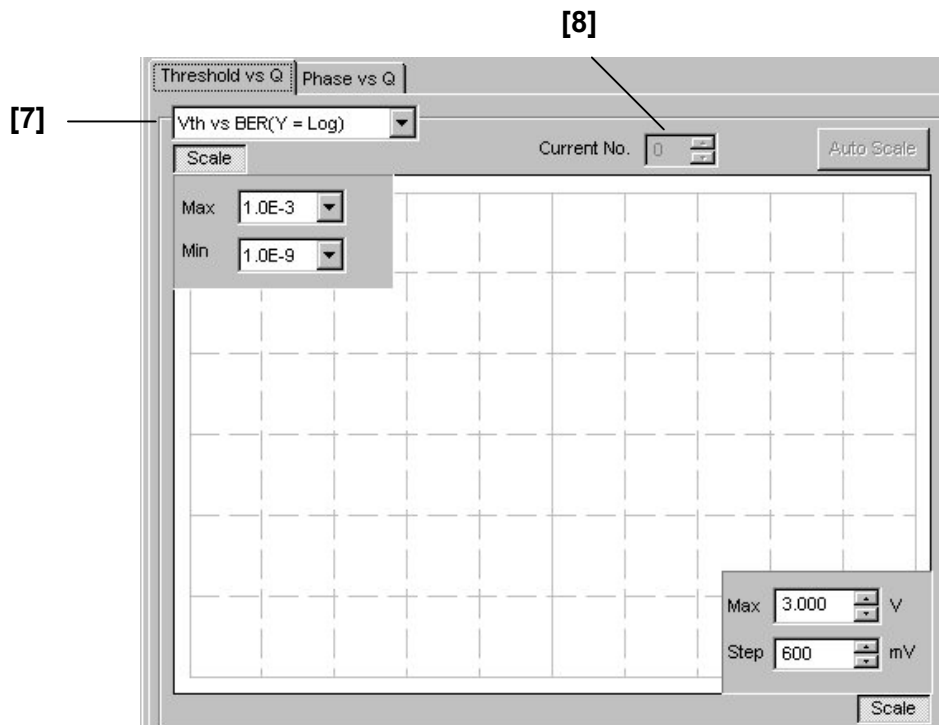 [8]
Threshold vs Q Phase vs Q
[7]
Vth vs BER(Y = Log)
Current No. 0
Auto Scale
Scale
Max 1.0E-3
Min 1.0E-9
Max 3.000 V
Step 600 mV
Scale